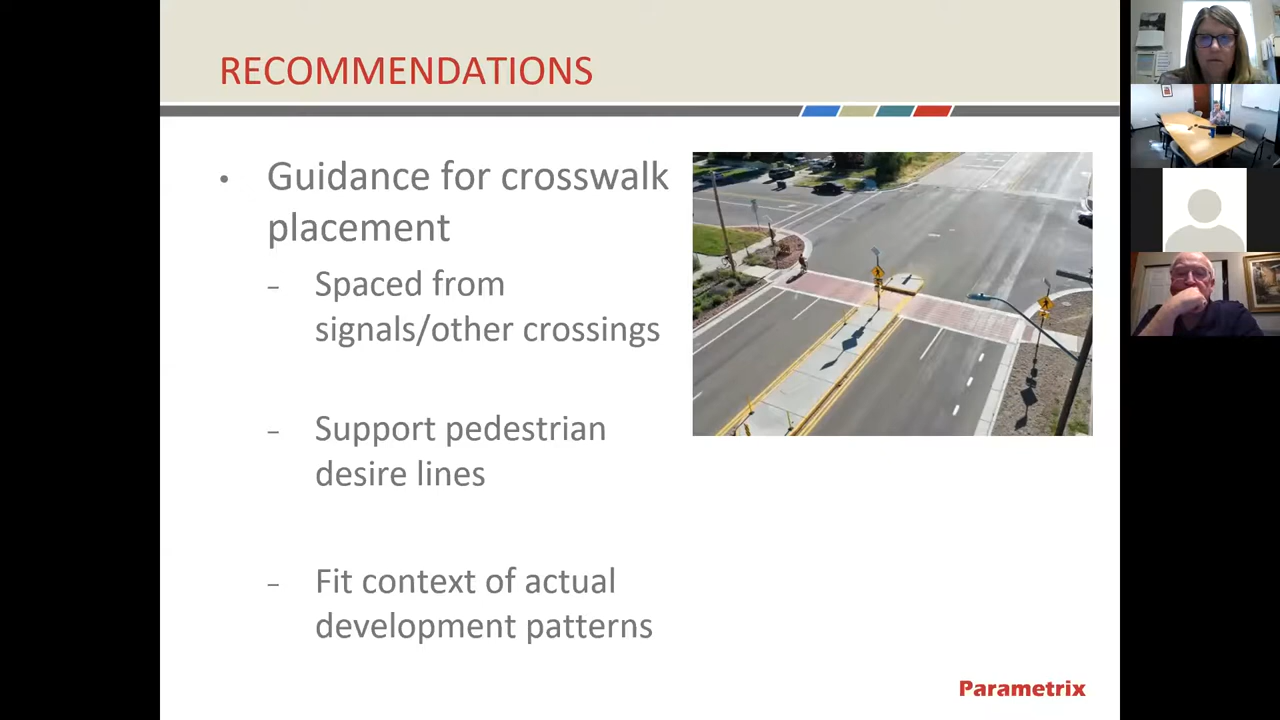 RECOMMENDATIONS
• Guidance for crosswalk
placement
– Spaced from
signals/other crossings
– Support pedestrian
desire lines
– Fit context of actual
development patterns
Parametrix